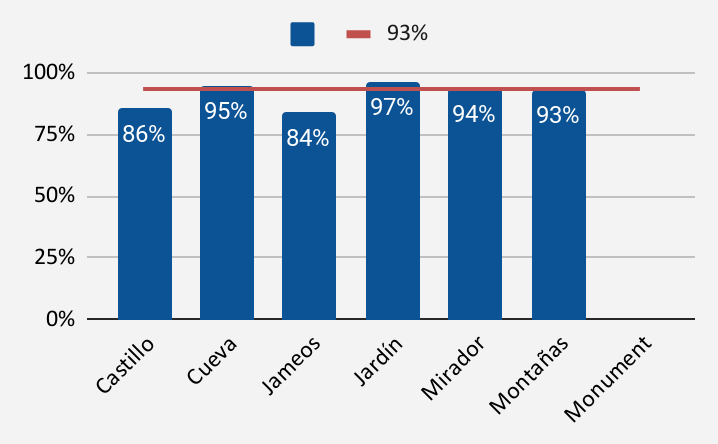 93%
100%
75%
50%
25%
0%
86%
95%
84%
97%
94%
93%
Castillo
Cueva
Jameos
Jardín
Mirador
Montañas
Monument